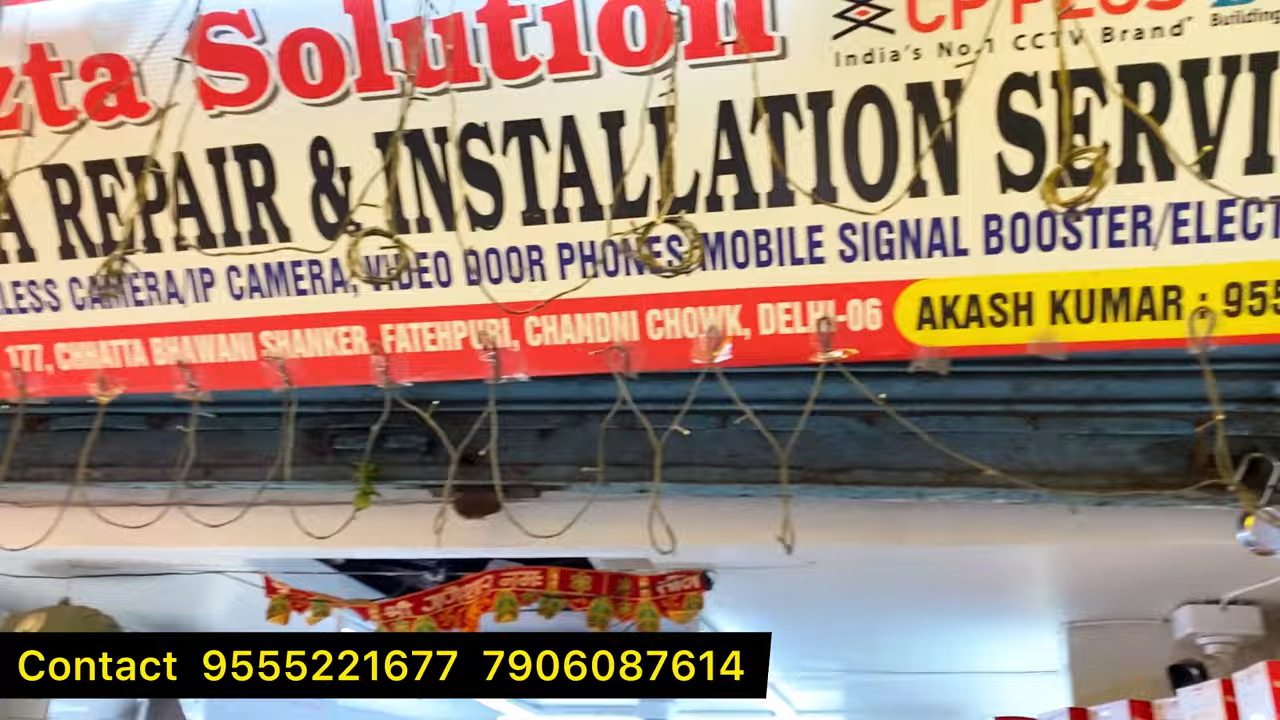 zta Solution
CP PLUS
India's No.1 CCTV Brand"
Building
A REPAIR & INSTALLATION SERVI
LESS CAMERA/IP CAMERA, VIDEO DOOR PHONES/MOBILE SIGNAL BOOSTER/ELECT
177, CHHATTA BHAWANI SHANKER, FATEHPURI, CHANDNI CHOWK, DELHI-06
AKASH KUMAR : 955
श्री
Contact 9555221677 7906087614